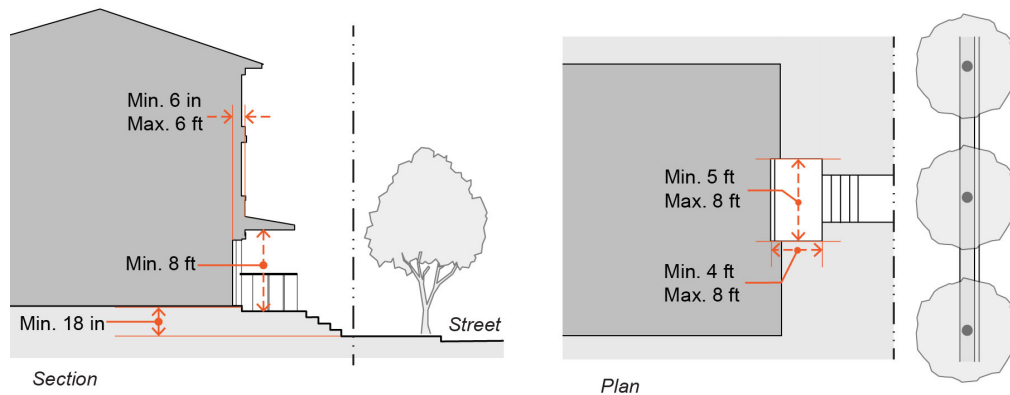 Min. 6 in
Max. 6 ft
Min. 8 ft
Min. 18 in
Street
Section
Min. 5 ft
Max. 8 ft
Min. 4 ft
Max. 8 ft
Plan